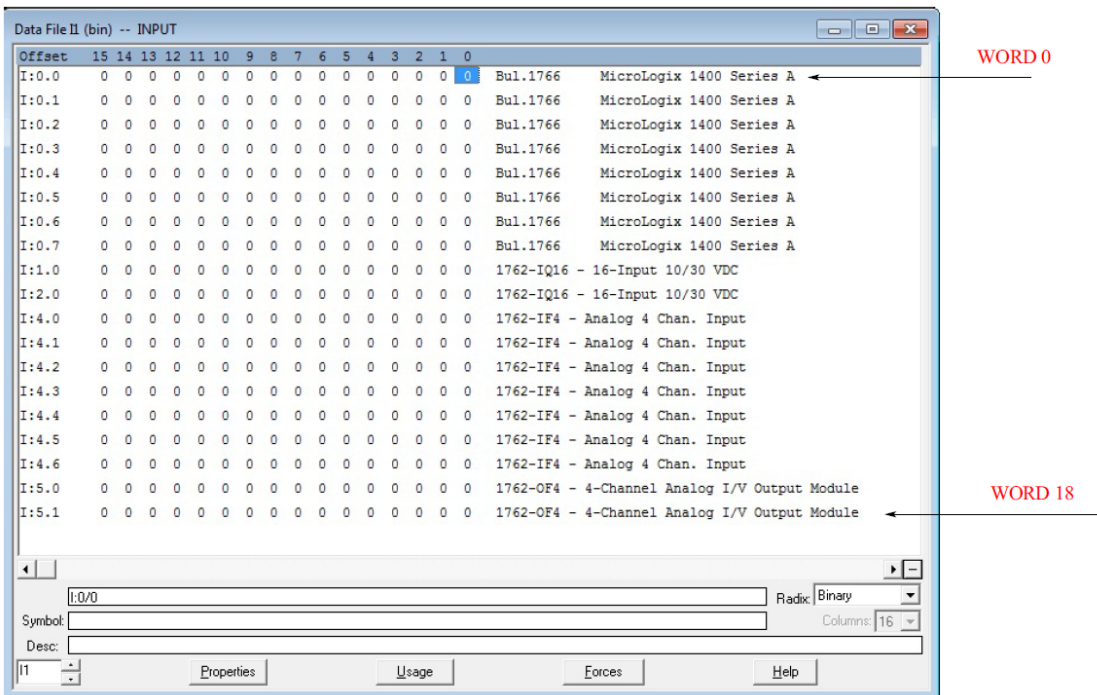 Data File I1 (bin) -- INPUT
Offset 15 14 13 12 11 10 9 8 7 6 5 4 3 2 1 0
I:0.0 0 0 0 0 0 0 0 0 0 0 0 0 0 0 0 0 Bul.1766 MicroLogix 1400 Series A
WORD 0
I:0.1 0 0 0 0 0 0 0 0 0 0 0 0 0 0 0 0 Bul.1766 MicroLogix 1400 Series A
I:0.2 0 0 0 0 0 0 0 0 0 0 0 0 0 0 0 0 Bul.1766 MicroLogix 1400 Series A
I:0.3 0 0 0 0 0 0 0 0 0 0 0 0 0 0 0 0 Bul.1766 MicroLogix 1400 Series A
I:0.4 0 0 0 0 0 0 0 0 0 0 0 0 0 0 0 0 Bul.1766 MicroLogix 1400 Series A
I:0.5 0 0 0 0 0 0 0 0 0 0 0 0 0 0 0 0 Bul.1766 MicroLogix 1400 Series A
I:0.6 0 0 0 0 0 0 0 0 0 0 0 0 0 0 0 0 Bul.1766 MicroLogix 1400 Series A
I:0.7 0 0 0 0 0 0 0 0 0 0 0 0 0 0 0 0 Bul.1766 MicroLogix 1400 Series A
I:1.0 0 0 0 0 0 0 0 0 0 0 0 0 0 0 0 0 1762-IQ16 - 16-Input 10/30 VDC
I:2.0 0 0 0 0 0 0 0 0 0 0 0 0 0 0 0 0 1762-IQ16 - 16-Input 10/30 VDC
I:4.0 0 0 0 0 0 0 0 0 0 0 0 0 0 0 0 0 1762-IF4 - Analog 4 Chan. Input
I:4.1 0 0 0 0 0 0 0 0 0 0 0 0 0 0 0 0 1762-IF4 - Analog 4 Chan. Input
I:4.2 0 0 0 0 0 0 0 0 0 0 0 0 0 0 0 0 1762-IF4 - Analog 4 Chan. Input
I:4.3 0 0 0 0 0 0 0 0 0 0 0 0 0 0 0 0 1762-IF4 - Analog 4 Chan. Input
I:4.4 0 0 0 0 0 0 0 0 0 0 0 0 0 0 0 0 1762-IF4 - Analog 4 Chan. Input
I:4.5 0 0 0 0 0 0 0 0 0 0 0 0 0 0 0 0 1762-IF4 - Analog 4 Chan. Input
I:4.6 0 0 0 0 0 0 0 0 0 0 0 0 0 0 0 0 1762-IF4 - Analog 4 Chan. Input
I:5.0 0 0 0 0 0 0 0 0 0 0 0 0 0 0 0 0 1762-OF4 - 4-Channel Analog I/V Output Module
I:5.1 0 0 0 0 0 0 0 0 0 0 0 0 0 0 0 0 1762-OF4 - 4-Channel Analog I/V Output Module
WORD 18
I:0/0 Radix: Binary
Symbol: Columns: 16
Desc:
I1 Properties Usage Forces Help